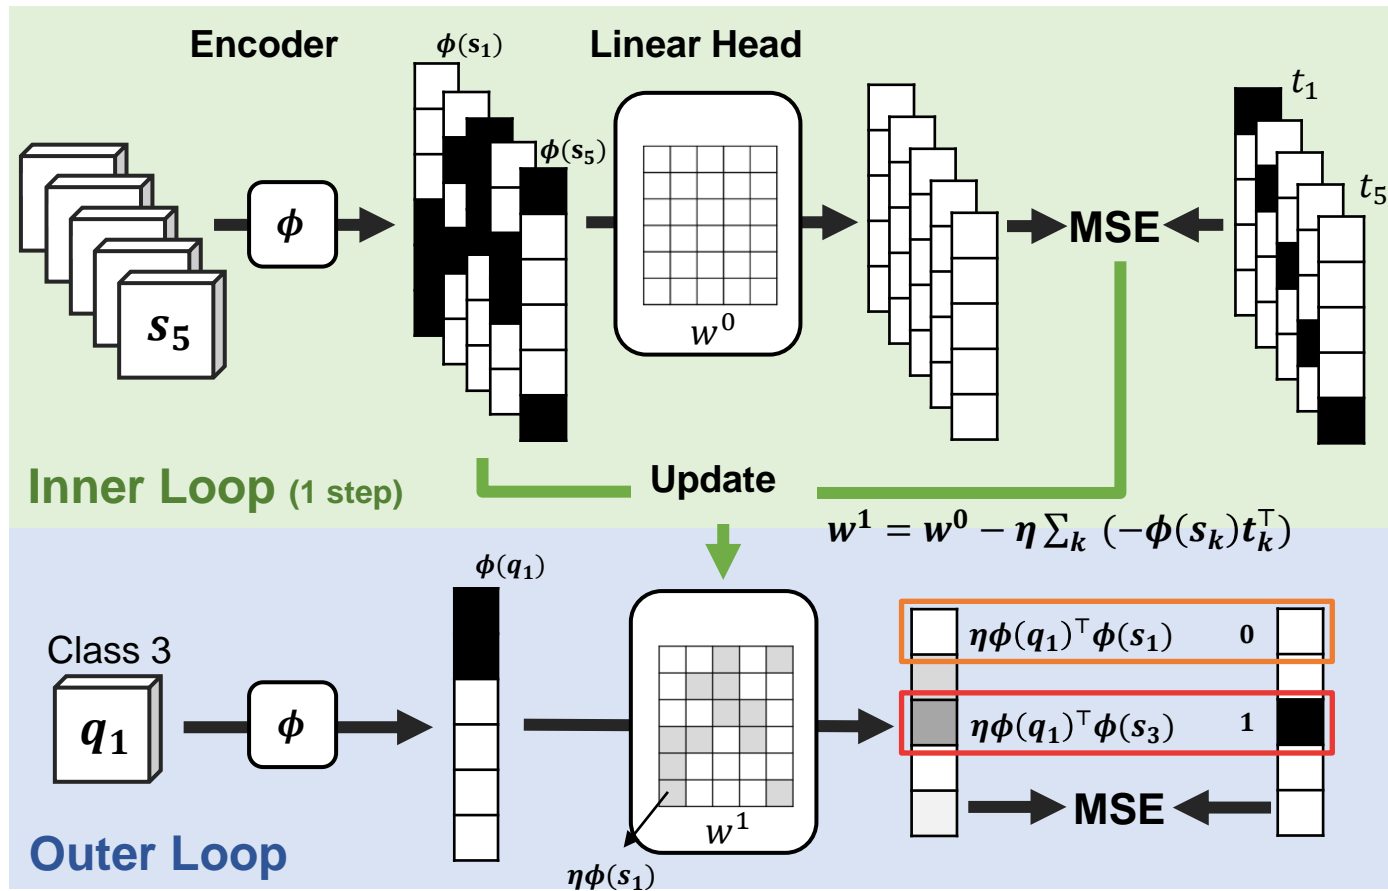 Encoder
ϕ(s₁)
Linear Head
t₁
ϕ(s₅)
t₅
ϕ
MSE
s₅
w⁰
Inner Loop (1 step)
Update
w¹ = w⁰ − η ∑ₖ (−ϕ(sₖ)tₖ^⊤)
ϕ(q₁)
Class 3
ηϕ(q₁)^⊤ϕ(s₁) 0
q₁
ϕ
ηϕ(q₁)^⊤ϕ(s₃) 1
MSE
w¹
Outer Loop
ηϕ(s₁)